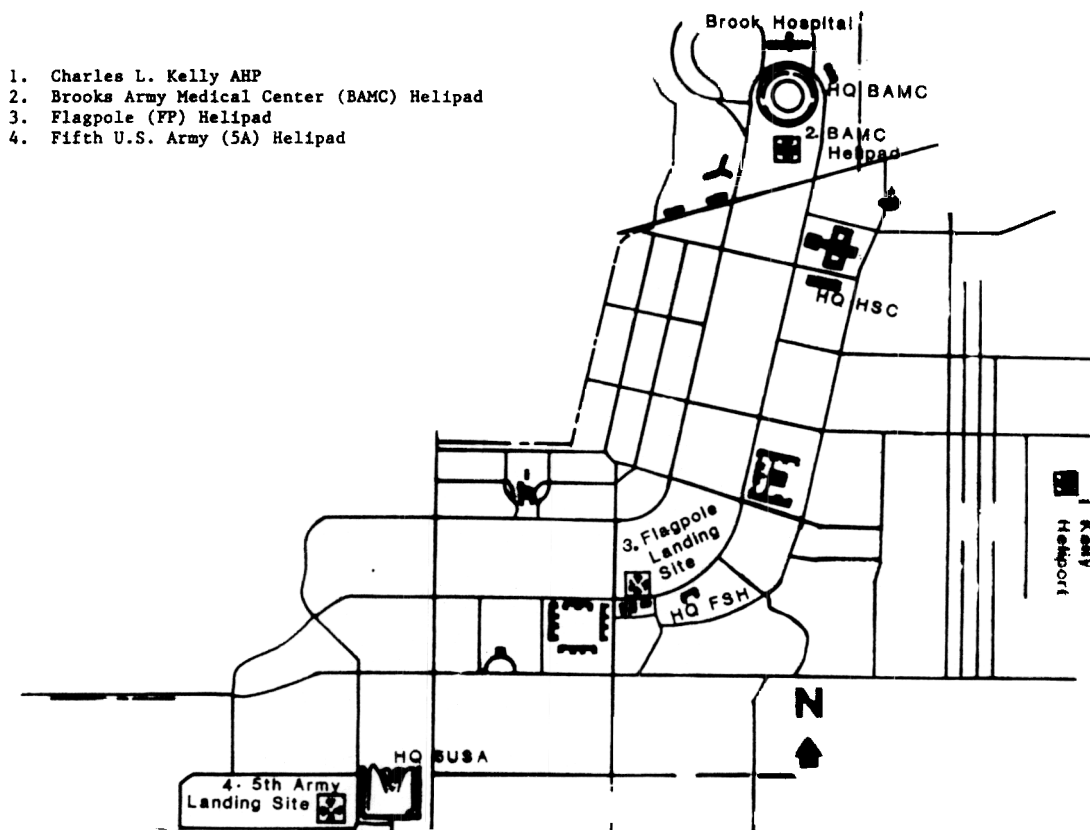 1. Charles L. Kelly AHP
2. Brooks Army Medical Center (BAMC) Helipad
3. Flagpole (FP) Helipad
4. Fifth U.S. Army (5A) Helipad
Brook Hospital
HQ BAMC
2. BAMC
Helipad
HQ HSC
3. Flagpole
Landing
Site
HQ FSH
1 Kelly
Heliport
N
HQ 5USA
4. 5th Army
Landing Site